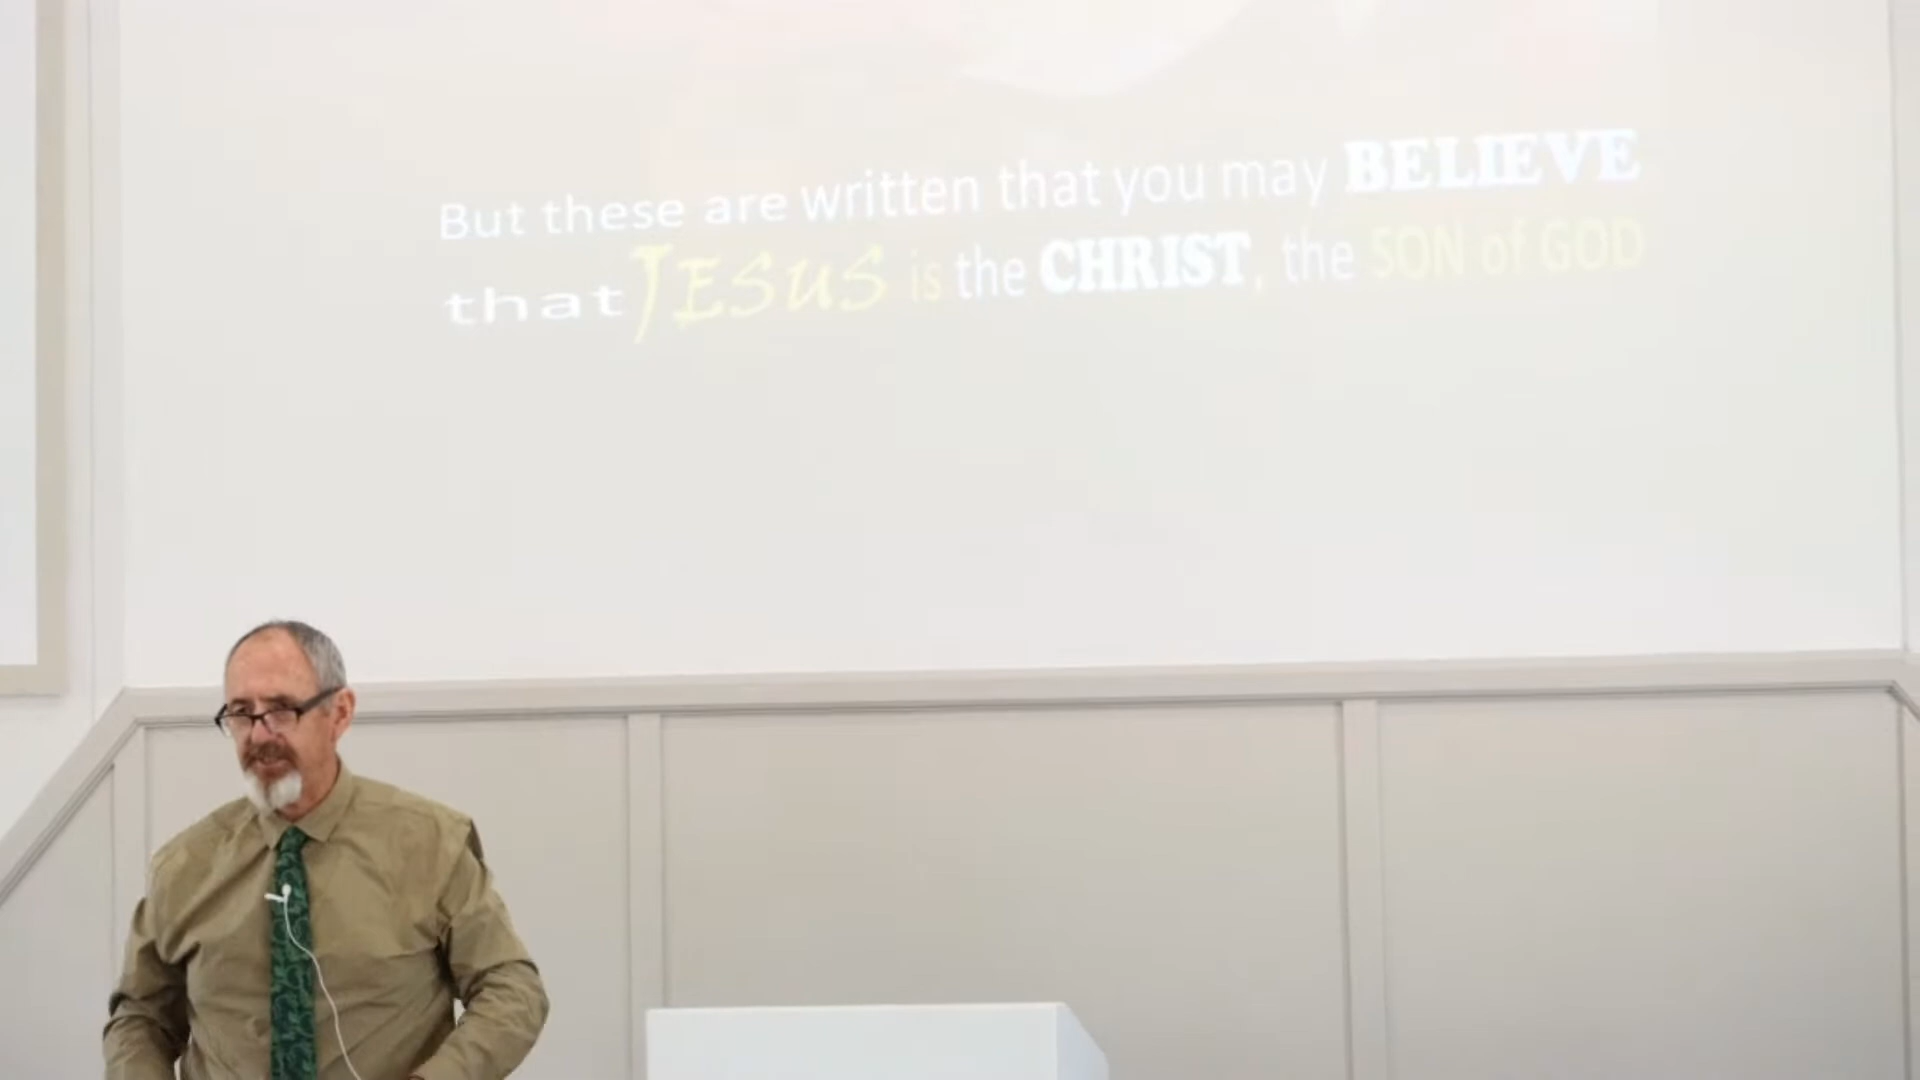 But these are written that you may BELIEVE
that JESUS is the CHRIST, the SON of GOD